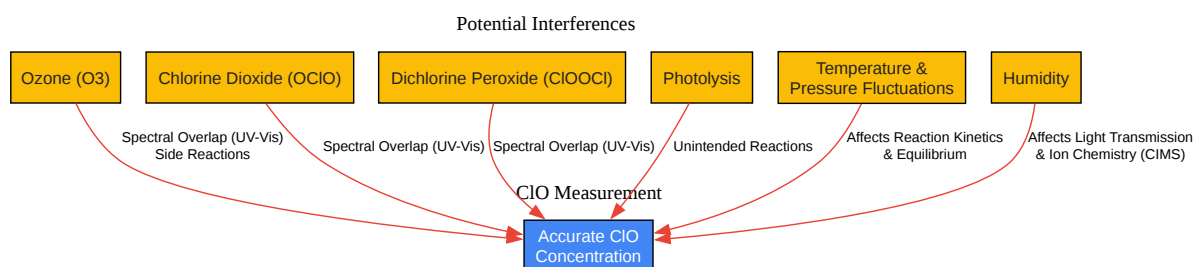 Potential Interferences
Ozone (O3)
Chlorine Dioxide (OClO)
Dichlorine Peroxide (ClOOCl)
Photolysis
Temperature &
Pressure Fluctuations
Humidity
Spectral Overlap (UV-Vis)
Side Reactions
Spectral Overlap (UV-Vis)
Spectral Overlap (UV-Vis)
Unintended Reactions
Affects Reaction Kinetics
& Equilibrium
Affects Light Transmission
& Ion Chemistry (CIMS)
ClO Measurement
Accurate ClO
Concentration